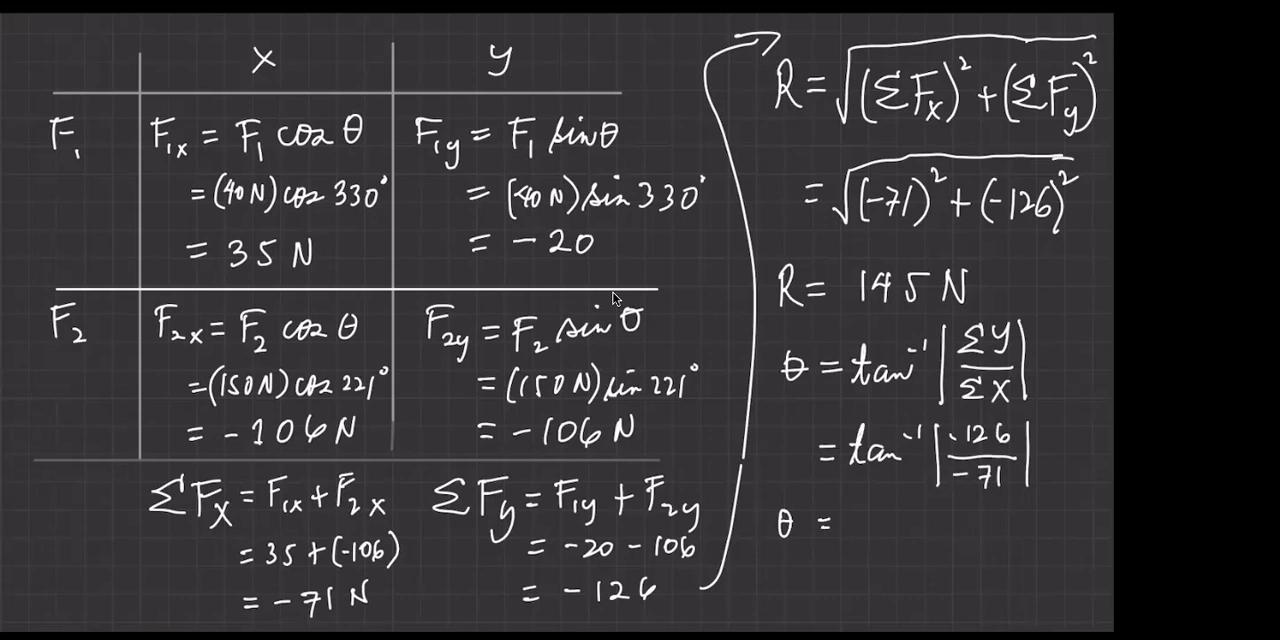 x y
F₁ F₁ₓ = F₁ cos θ F₁y = F₁ sin θ
= (40 N) cos 330° = (40 N) sin 330°
= 35 N = -20
F₂ F₂ₓ = F₂ cos θ F₂y = F₂ sin θ
= (150N) cos 221° = (150 N) sin 221°
= -106 N = -106 N
ΣFₓ = F₁ₓ + F₂ₓ ΣFy = F₁y + F₂y
= 35 + (-106) = -20 - 106
= -71 N = -126
R = √(ΣFₓ)² + (ΣFy)²
= √(-71)² + (-126)²
R = 145 N
θ = tan⁻¹ |Σy/Σx|
= tan⁻¹ |-126/-71|
θ =